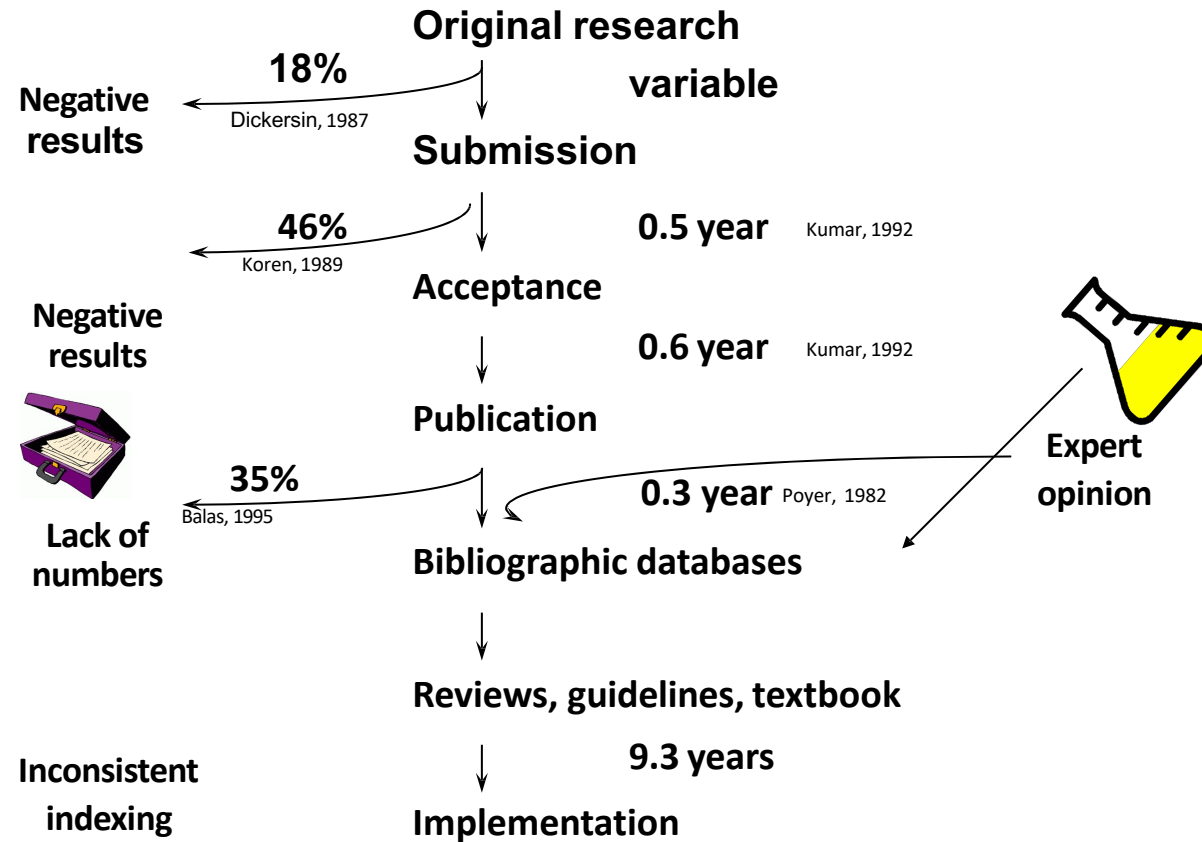 Original research
variable
18%
Dickersin, 1987
Negative
results
Submission
46%
Koren, 1989
0.5 year
Kumar, 1992
Acceptance
Negative
results
0.6 year
Kumar, 1992
Publication
35%
Balas, 1995
Lack of
numbers
0.3 year
Poyer, 1982
Expert
opinion
Bibliographic databases
Reviews, guidelines, textbook
9.3 years
Inconsistent
indexing
Implementation